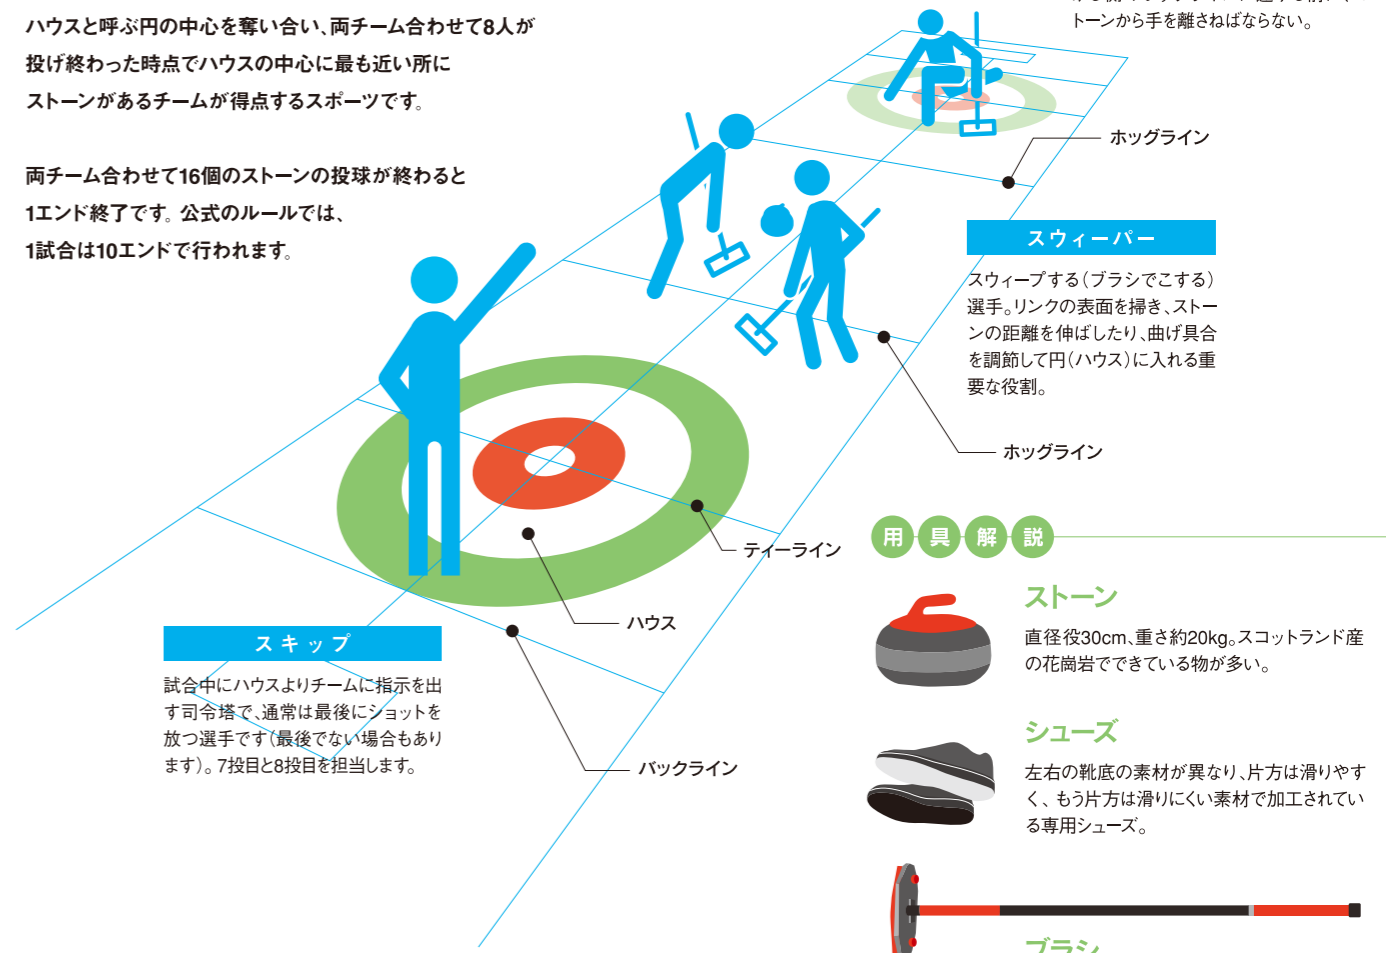 ハウスと呼ぶ円の中心を奪い合い、両チーム合わせて8人が
投げ終わった時点でハウスの中心に最も近い所に
ストーンがあるチームが得点するスポーツです。
両チーム合わせて16個のストーンの投球が終わると
1エンド終了です。公式のルールでは、
1試合は10エンドで行われます。
トーンから手を離さねばならない。
ホッグライン
スウィーパー
スウィープする(ブラシでこする)
選手。リンクの表面を掃き、ストー
ンの距離を伸ばしたり、曲げ具合
を調節して円(ハウス)に入れる重
要な役割。
ホッグライン
ティーライン
ハウス
バックライン
スキップ
試合中にハウスよりチームに指示を出
す司令塔で、通常は最後にショットを
放つ選手です(最後でない場合もあり
ます)。7投目と8投目を担当します。
用具解説
ストーン
直径役30cm、重さ約20kg。スコットランド産
の花崗岩でできている物が多い。
シューズ
左右の靴底の素材が異なり、片方は滑りやす
く、もう片方は滑りにくい素材で加工されてい
る専用シューズ。
ブラシ